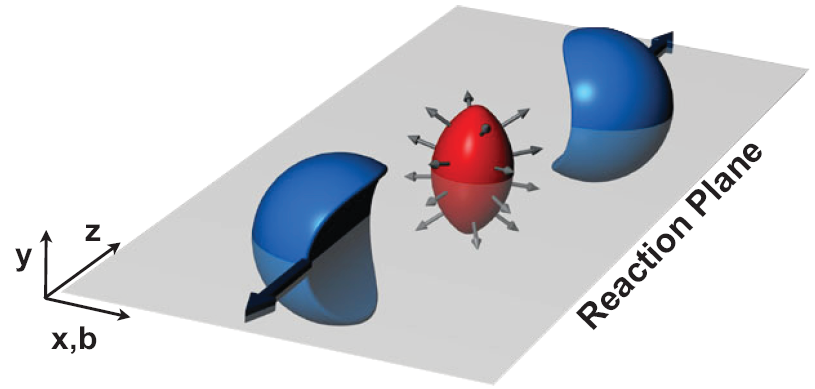 y
z
x,b
Reaction Plane